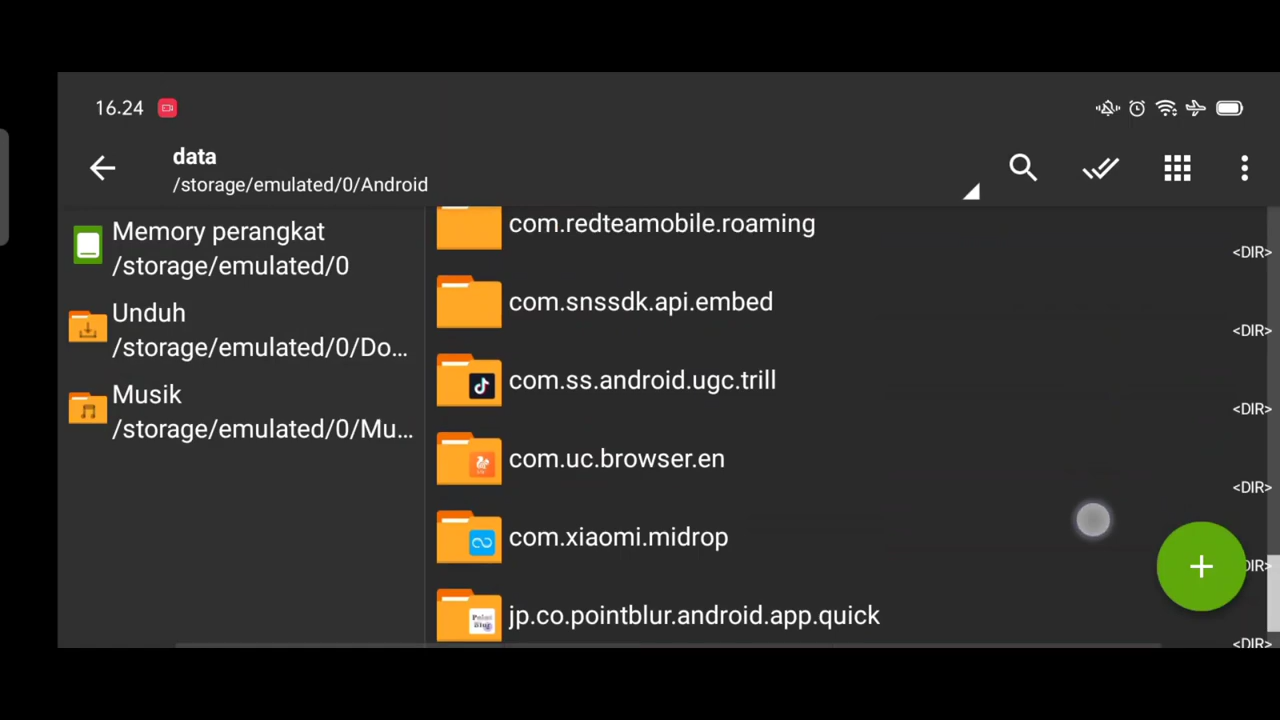 16.24
data
/storage/emulated/0/Android
Memory perangkat
/storage/emulated/0
Unduh
/storage/emulated/0/Do...
Musik
/storage/emulated/0/Mu...
com.redteamobile.roaming
<DIR>
com.snssdk.api.embed
<DIR>
com.ss.android.ugc.trill
<DIR>
com.uc.browser.en
<DIR>
com.xiaomi.midrop
DIR>
jp.co.pointblur.android.app.quick
<DIR>